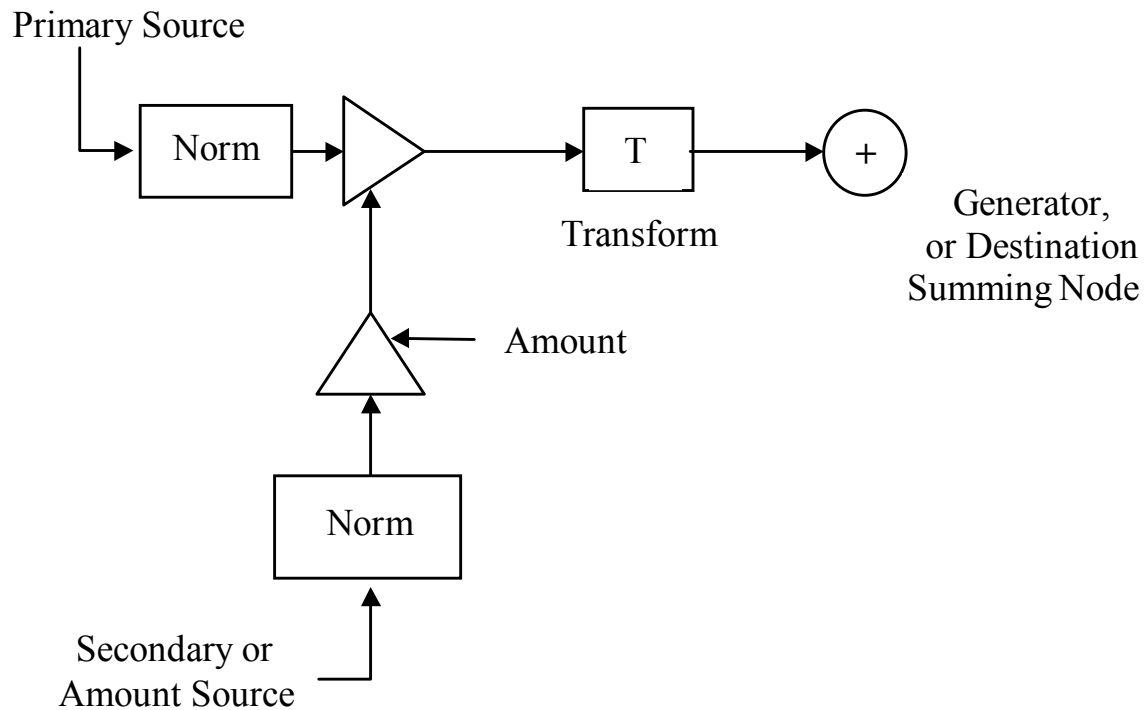 Primary Source
Norm
T
+
Transform
Generator,
or Destination
Summing Node
Amount
Norm
Secondary or
Amount Source